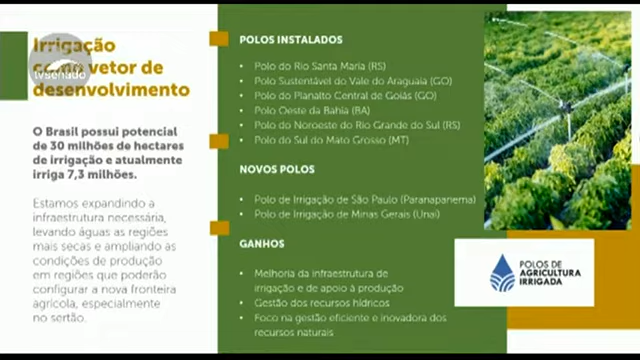 Irrigação
como vetor de
desenvolvimento
tvsenado
O Brasil possui potencial
de 30 milhões de hectares
de irrigação e atualmente
irriga 7,3 milhões.
Estamos expandindo a
infraestrutura necessária,
levando águas as regiões
mais secas e ampliando as
condições de produção
em regiões que poderão
configurar a nova fronteira
agrícola, especialmente
no sertão.
POLOS INSTALADOS
• Polo do Rio Santa Maria (RS)
• Polo Sustentável do Vale do Araguaia (GO)
• Polo do Planalto Central de Goiás (GO)
• Polo Oeste da Bahia (BA)
• Polo do Noroeste do Rio Grande do Sul (RS)
• Polo do Sul do Mato Grosso (MT)
NOVOS POLOS
• Polo de Irrigação de São Paulo (Paranapanema)
• Polo de Irrigação de Minas Gerais (Unaí)
GANHOS
• Melhoria da infraestrutura de
irrigação e de apoio à produção
• Gestão dos recursos hídricos
• Foco na gestão eficiente e inovadora dos
recursos naturais
POLOS DE
AGRICULTURA
IRRIGADA